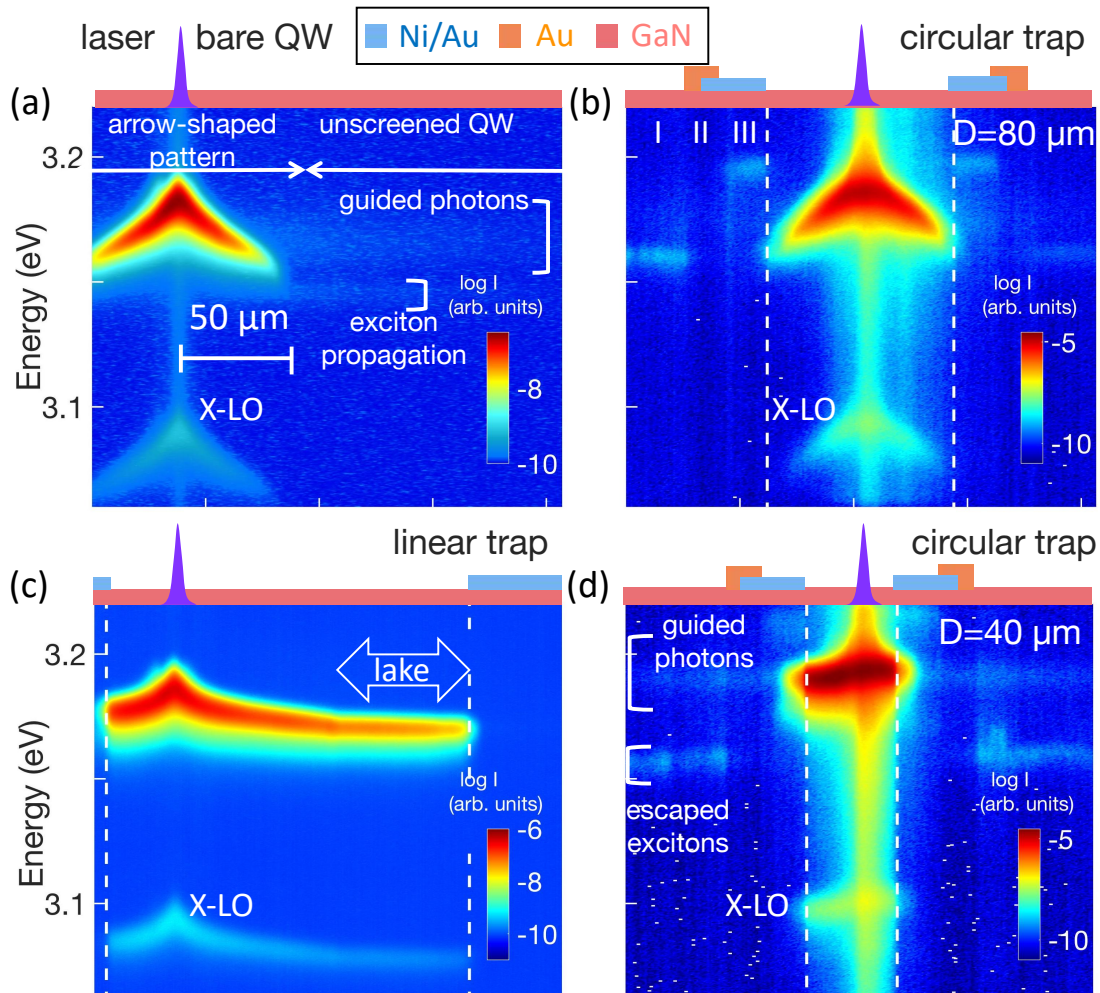 laser bare QW
Ni/Au Au GaN
circular trap
(a)
arrow-shaped
pattern
unscreened QW
guided photons
50 μm
exciton
propagation
X-LO
log I
(arb. units)
-8
-10
3.2
3.1
Energy (eV)
(b)
I II III
D=80 μm
X-LO
log I
(arb. units)
-5
-10
linear trap
(c)
lake
X-LO
log I
(arb. units)
-6
-8
-10
3.2
3.1
Energy (eV)
circular trap
(d)
D=40 μm
guided
photons
escaped
excitons
X-LO
log I
(arb. units)
-5
-10